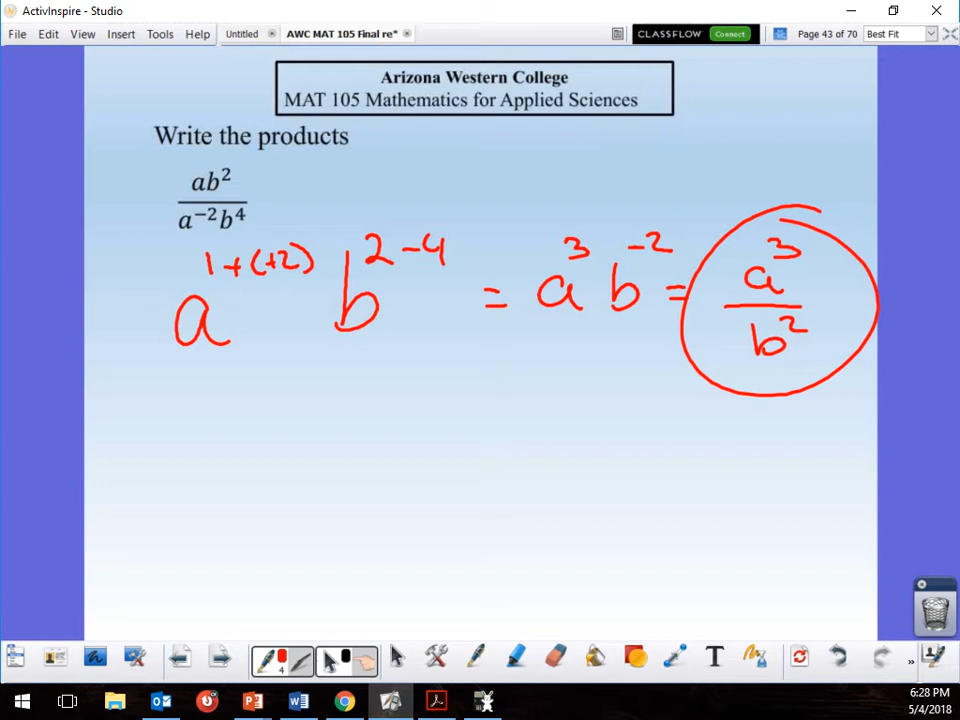 ActivInspire - Studio
File Edit View Insert Tools Help Untitled AWC MAT 105 Final re* CLASSFLOW Connect Page 43 of 70 Best Fit
Arizona Western College
MAT 105 Mathematics for Applied Sciences
Write the products
ab²
a⁻²b⁴
a^1+(+2) b^2-4 = a³ b⁻² = a³/b²
4 T »
6:28 PM
5/4/2018